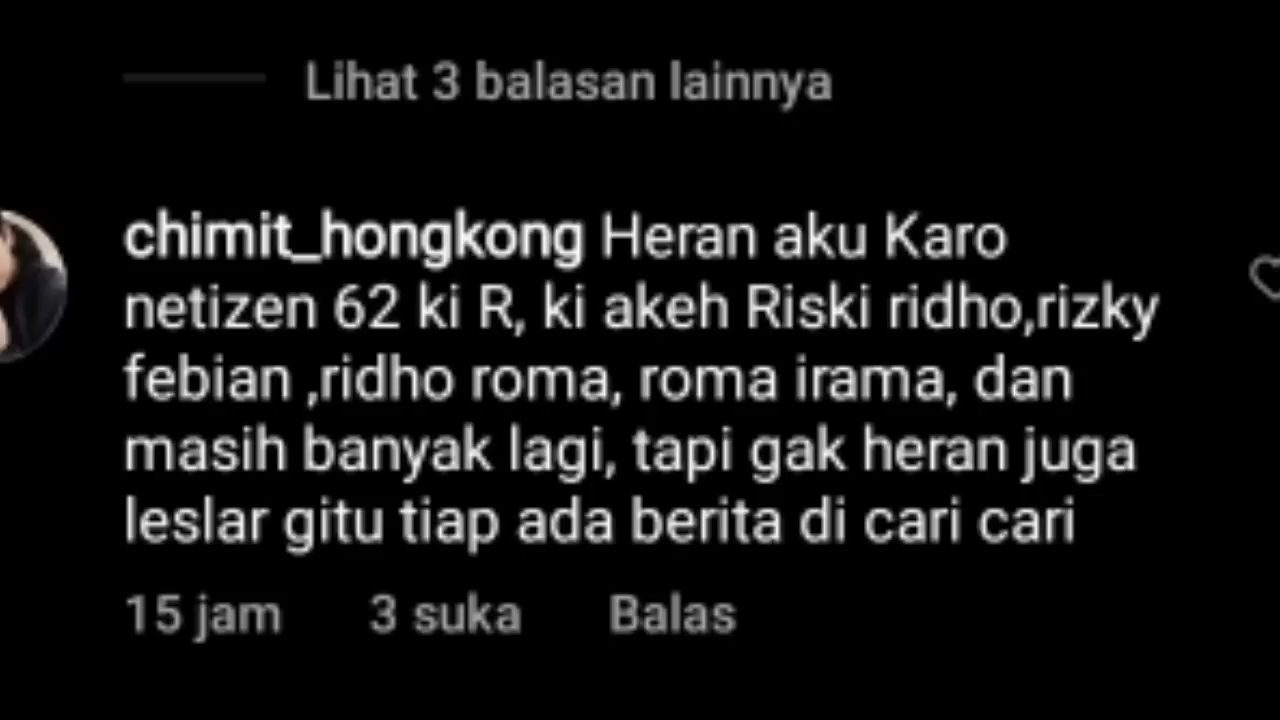 Lihat 3 balasan lainnya
chimit_hongkong Heran aku Karo
netizen 62 ki R, ki akeh Riski ridho,rizky
febian ,ridho roma, roma irama, dan
masih banyak lagi, tapi gak heran juga
leslar gitu tiap ada berita di cari cari
15 jam 3 suka Balas